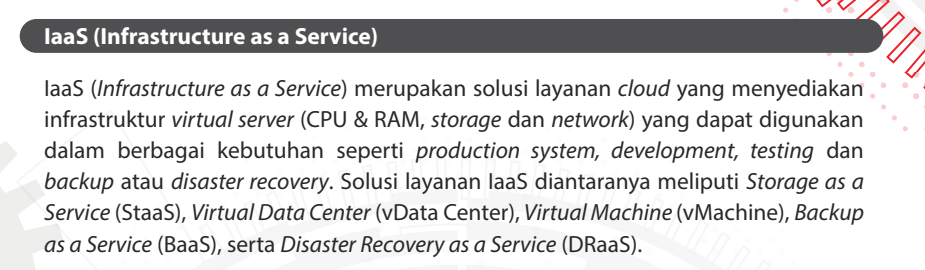 IaaS (Infrastructure as a Service)
IaaS (Infrastructure as a Service) merupakan solusi layanan cloud yang menyediakan
infrastruktur virtual server (CPU & RAM, storage dan network) yang dapat digunakan
dalam berbagai kebutuhan seperti production system, development, testing dan
backup atau disaster recovery. Solusi layanan IaaS diantaranya meliputi Storage as a
Service (StaaS), Virtual Data Center (vData Center), Virtual Machine (vMachine), Backup
as a Service (BaaS), serta Disaster Recovery as a Service (DRaaS).